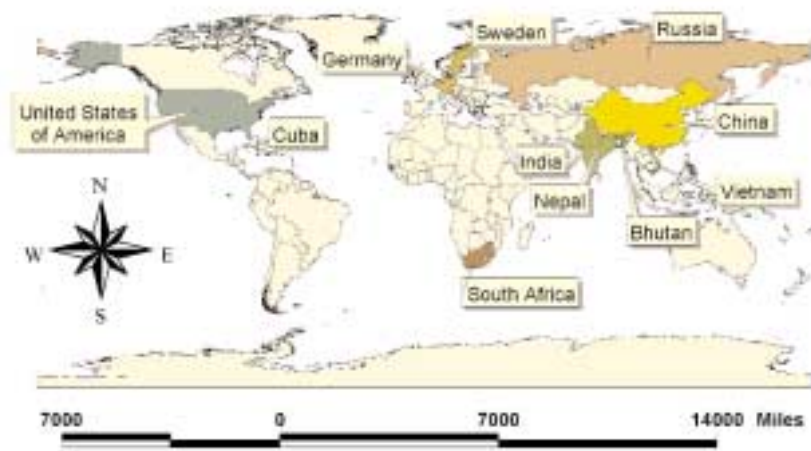 Sweden
Russia
Germany
United States
of America
Cuba
China
India
Nepal
Vietnam
Bhutan
South Africa
N
W E
S
7000 0 7000 14000 Miles